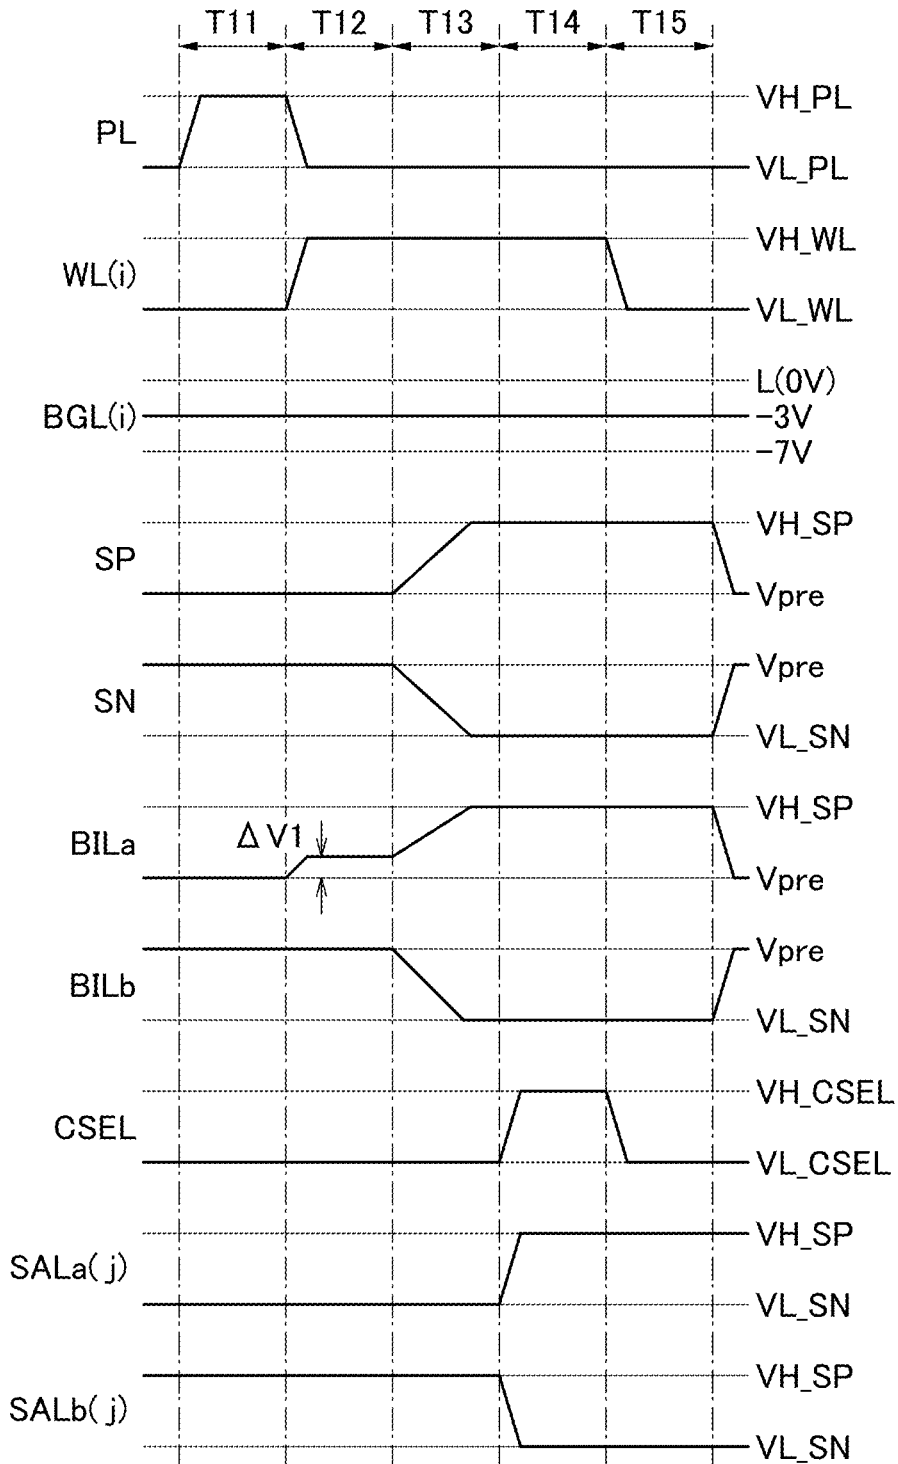 T11 T12 T13 T14 T15
VH_PL
PL
VL_PL
VH_WL
WL(i)
VL_WL
L(0V)
BGL(i)
−3V
−7V
VH_SP
SP
Vpre
Vpre
SN
VL_SN
VH_SP
Δ V1
BILa
Vpre
Vpre
BILb
VL_SN
VH_CSEL
CSEL
VL_CSEL
VH_SP
SALa( j)
VL_SN
VH_SP
SALb( j)
VL_SN